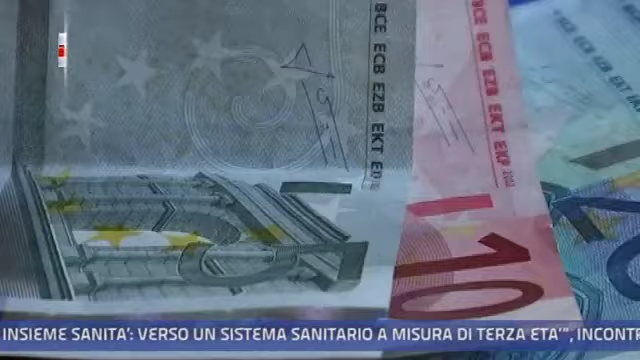 BCE ECB EZB EKT EKP
BCE ECB EZB EKT EKP 2002
10
INSIEME SANITA': VERSO UN SISTEMA SANITARIO A MISURA DI TERZA ETA'", INCONTR